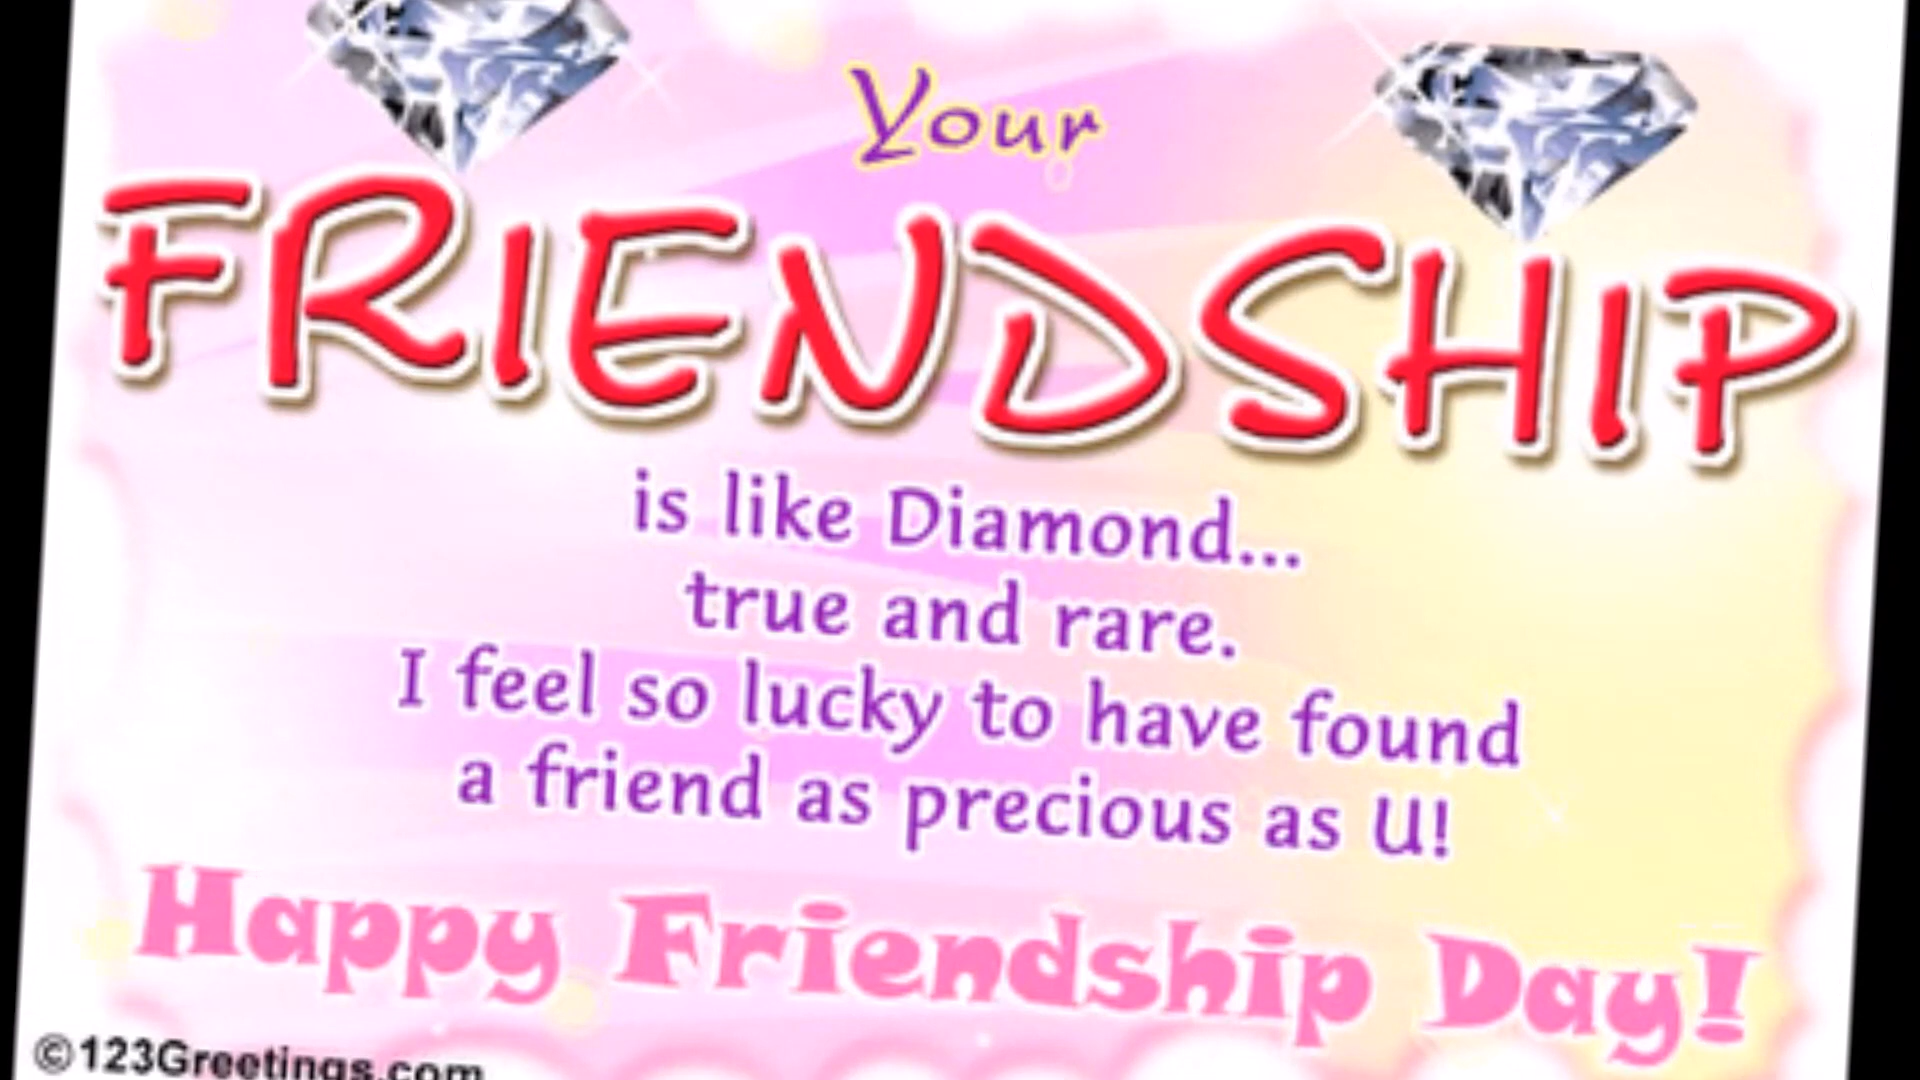 Your
FRIENDSHIP
is like Diamond...
true and rare.
I feel so lucky to have found
a friend as precious as U!
Happy Friendship Day!
©123Greetings.com